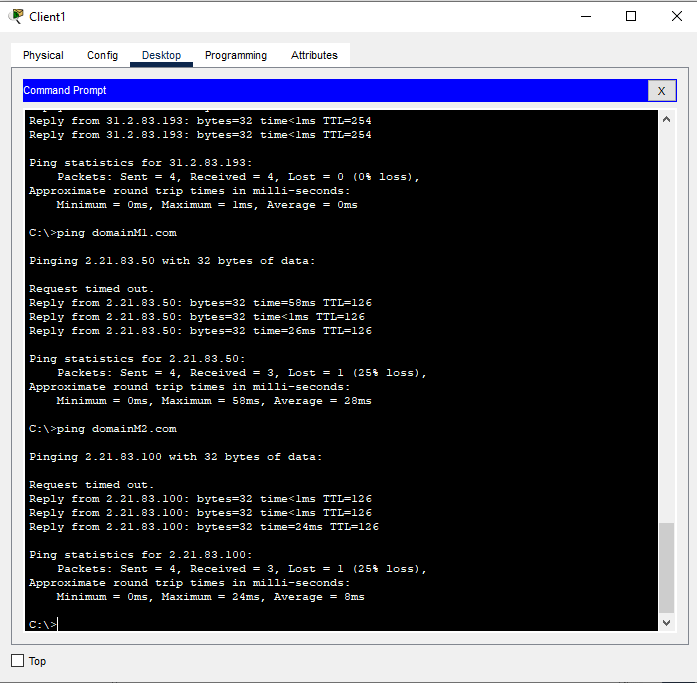 Client1
Physical Config Desktop Programming Attributes
Command Prompt X
Reply from 31.2.83.193: bytes=32 time<1ms TTL=254
Reply from 31.2.83.193: bytes=32 time<1ms TTL=254
Ping statistics for 31.2.83.193:
Packets: Sent = 4, Received = 4, Lost = 0 (0% loss),
Approximate round trip times in milli-seconds:
Minimum = 0ms, Maximum = 1ms, Average = 0ms
C:\>ping domainM1.com
Pinging 2.21.83.50 with 32 bytes of data:
Request timed out.
Reply from 2.21.83.50: bytes=32 time=58ms TTL=126
Reply from 2.21.83.50: bytes=32 time<1ms TTL=126
Reply from 2.21.83.50: bytes=32 time=26ms TTL=126
Ping statistics for 2.21.83.50:
Packets: Sent = 4, Received = 3, Lost = 1 (25% loss),
Approximate round trip times in milli-seconds:
Minimum = 0ms, Maximum = 58ms, Average = 28ms
C:\>ping domainM2.com
Pinging 2.21.83.100 with 32 bytes of data:
Request timed out.
Reply from 2.21.83.100: bytes=32 time<1ms TTL=126
Reply from 2.21.83.100: bytes=32 time<1ms TTL=126
Reply from 2.21.83.100: bytes=32 time=24ms TTL=126
Ping statistics for 2.21.83.100:
Packets: Sent = 4, Received = 3, Lost = 1 (25% loss),
Approximate round trip times in milli-seconds:
Minimum = 0ms, Maximum = 24ms, Average = 8ms
C:\>
Top